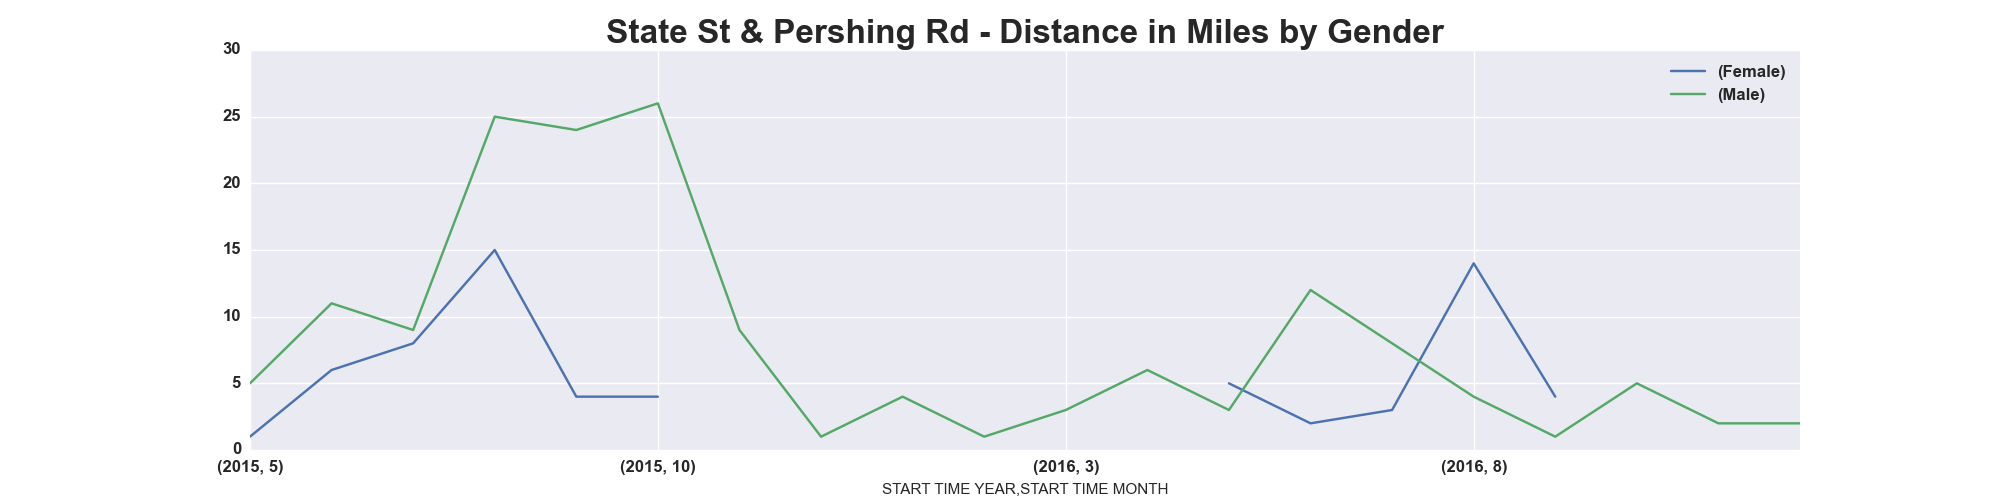 State St & Pershing Rd - Distance in Miles by Gender
30
25
20
15
10
5
0
(Female)
(Male)
(2015, 5) (2015, 10) (2016, 3) (2016, 8)
START TIME YEAR,START TIME MONTH